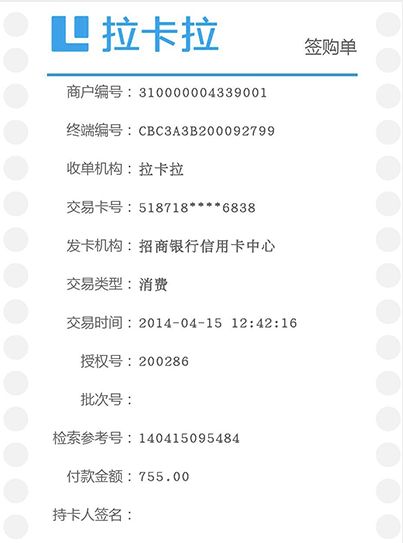 拉卡拉
签购单
商户编号：310000004339001
终端编号：CBC3A3B200092799
收单机构：拉卡拉
交易卡号：518718****6838
发卡机构：招商银行信用卡中心
交易类型：消费
交易时间：2014-04-15 12:42:16
授权号：200286
批次号：
检索参考号：140415095484
付款金额：755.00
持卡人签名：